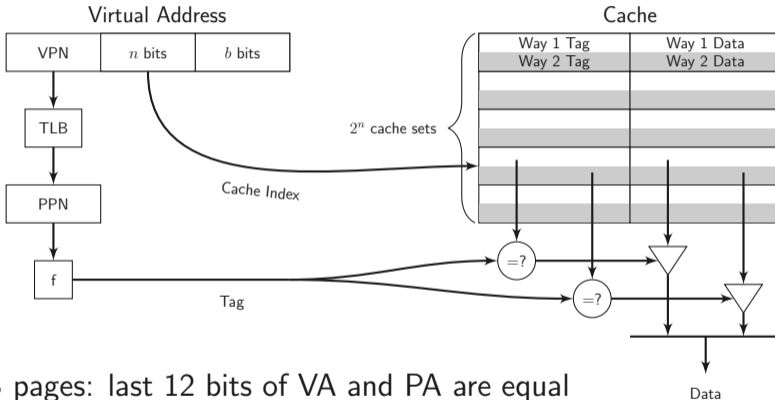 Virtual Address
Cache
VPN
n bits
b bits
Way 1 Tag
Way 1 Data
Way 2 Tag
Way 2 Data
TLB
2^n cache sets
Cache Index
PPN
f
Tag
=?
=?
pages: last 12 bits of VA and PA are equal
Data